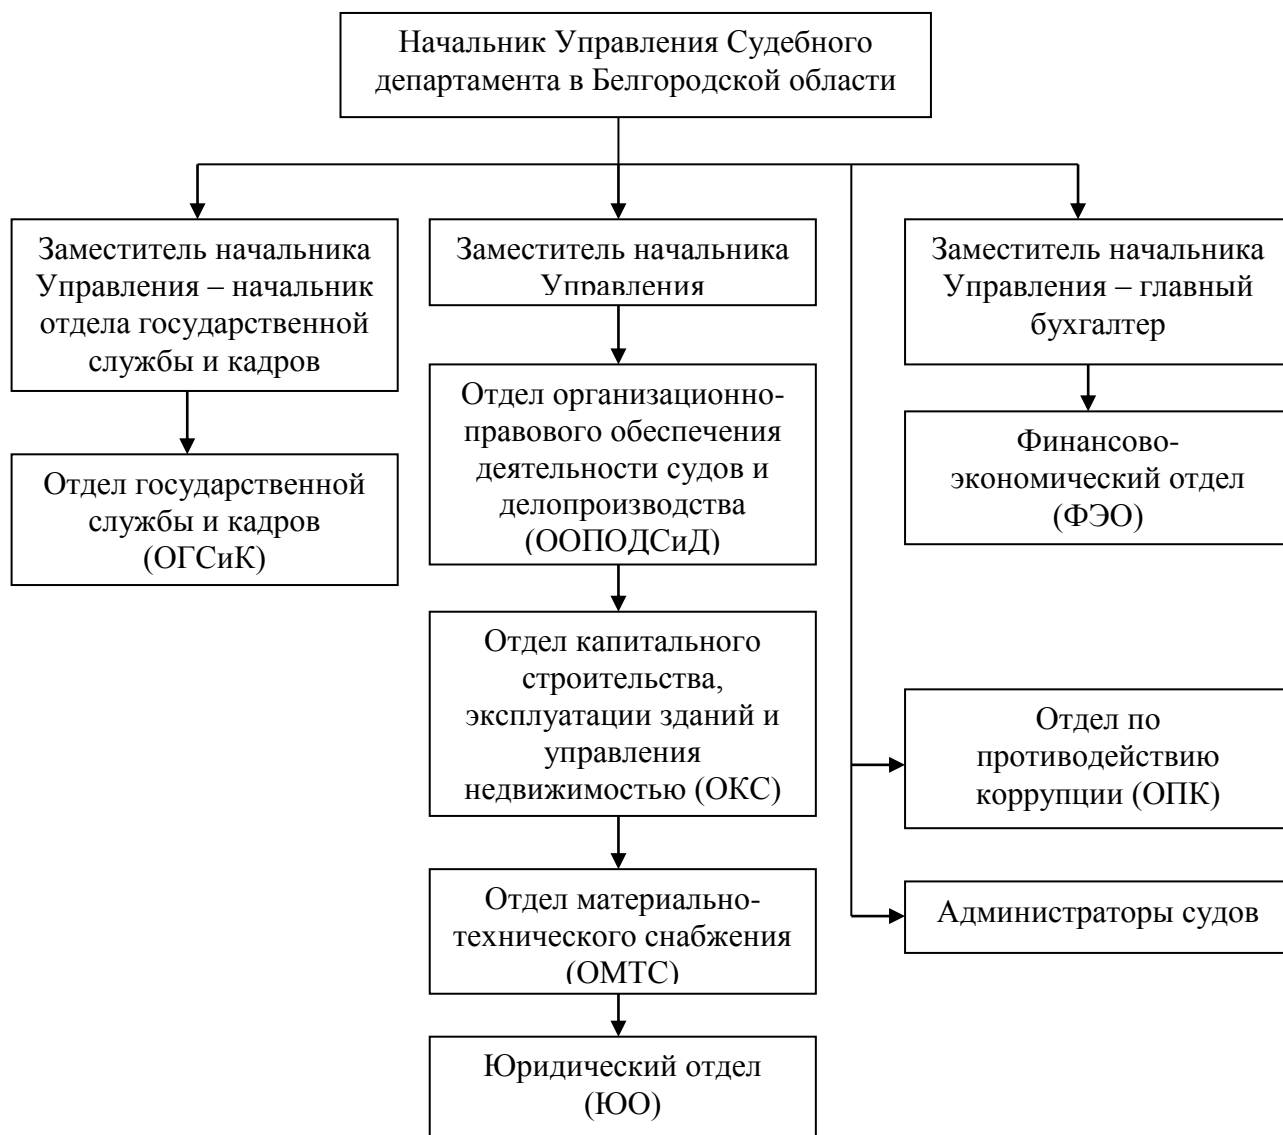 Начальник Управления Судебного
департамента в Белгородской области
Заместитель начальника
Управления – начальник
отдела государственной
службы и кадров
Заместитель начальника
Управления
Заместитель начальника
Управления – главный
бухгалтер
Отдел государственной
службы и кадров
(ОГСиК)
Отдел организационно-
правового обеспечения
деятельности судов и
делопроизводства
(ООПОДСиД)
Финансово-
экономический отдел
(ФЭО)
Отдел капитального
строительства,
эксплуатации зданий и
управления
недвижимостью (ОКС)
Отдел по
противодействию
коррупции (ОПК)
Отдел материально-
технического снабжения
(ОМТС)
Администраторы судов
Юридический отдел
(ЮО)